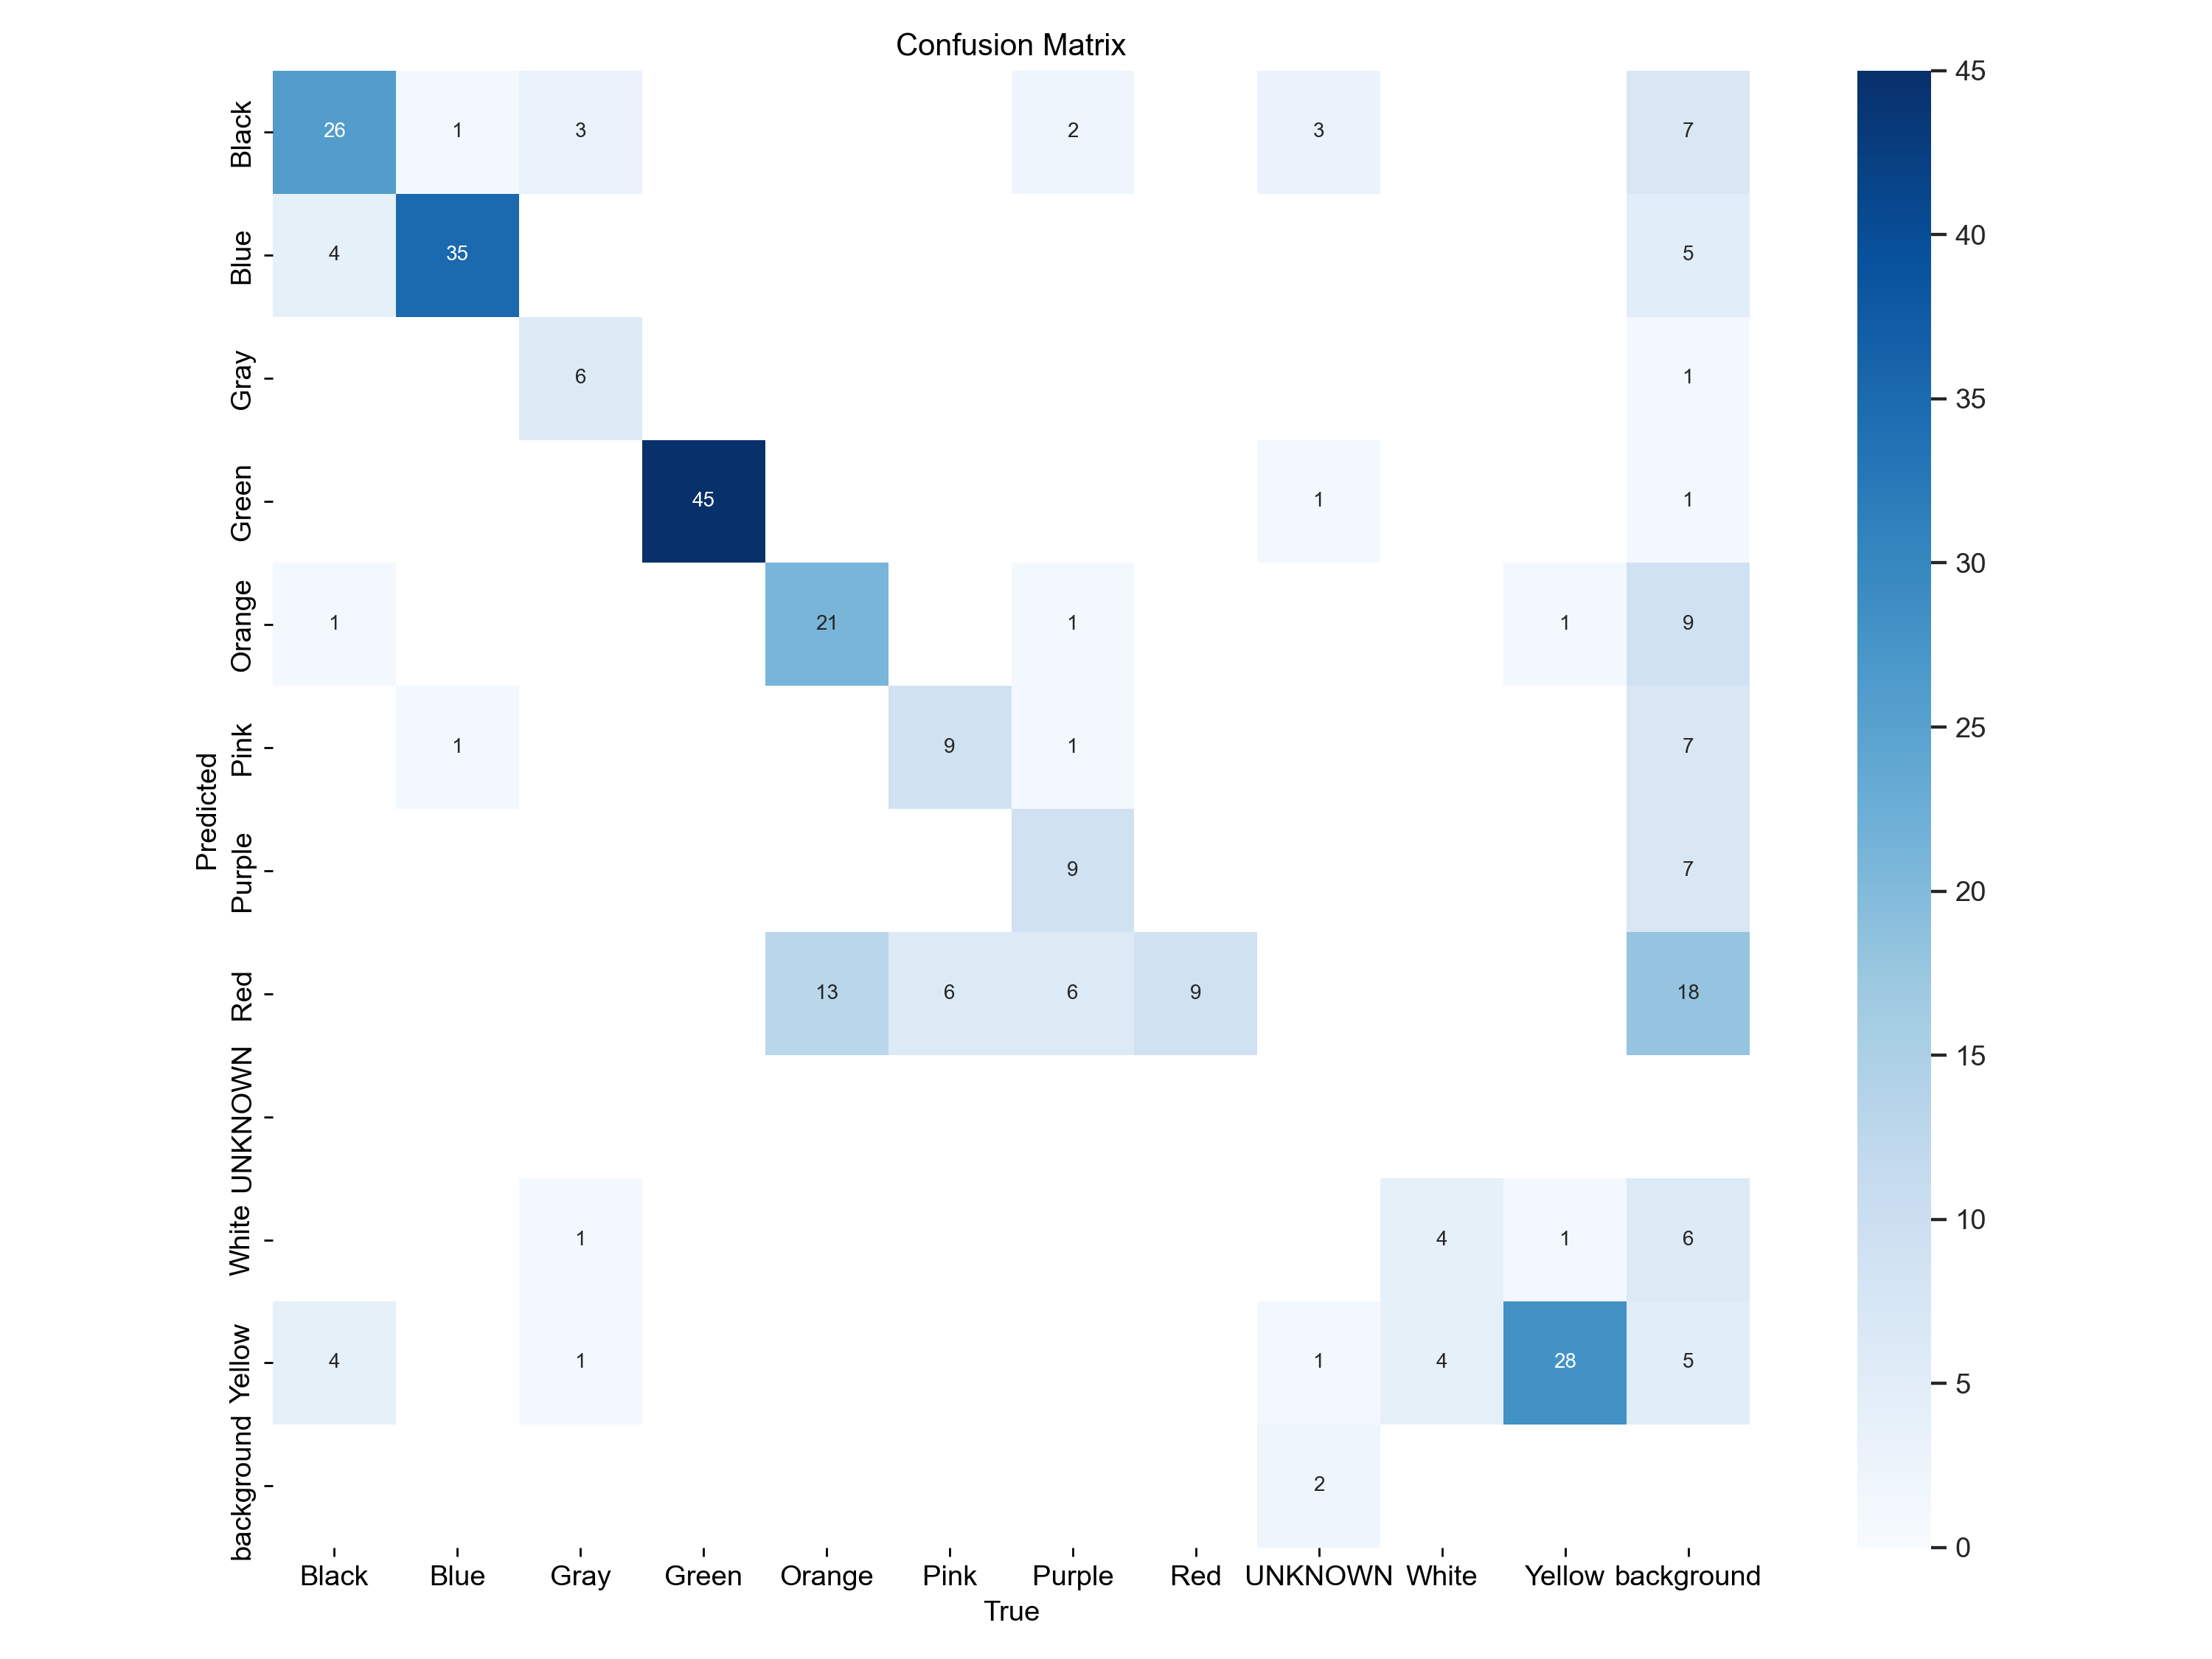 Confusion Matrix
Black 26 1 3 2 3 7
Blue 4 35 5
Gray 6 1
Green 45 1 1
Orange 1 21 1 1 9
Pink 1 9 1 7
Purple 9 7
Red 13 6 6 9 18
UNKNOWN
White 1 4 1 6
Yellow 4 1 1 4 28 5
background 2
Predicted
Black Blue Gray Green Orange Pink Purple Red UNKNOWN White Yellow background
True
45
40
35
30
25
20
15
10
5
0